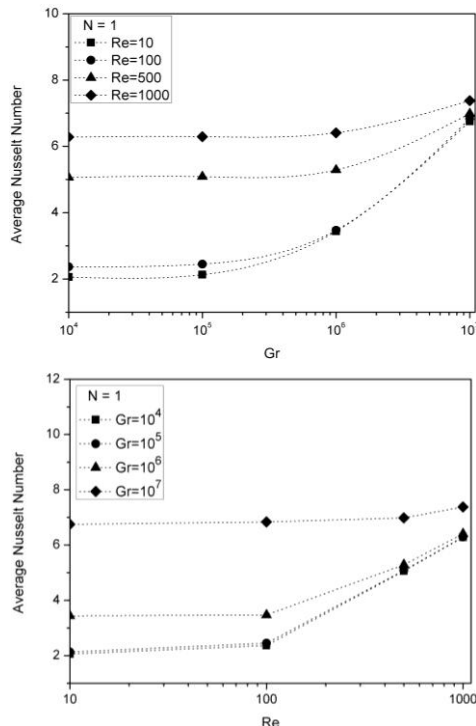 10
8
6
4
2
Average Nusselt Number
N = 1
Re=10
Re=100
Re=500
Re=1000
10⁴
10⁵
10⁶
10
Gr
12
10
8
6
4
2
Average Nusselt Number
N = 1
Gr=10⁴
Gr=10⁵
Gr=10⁶
Gr=10⁷
10
100
1000
Re